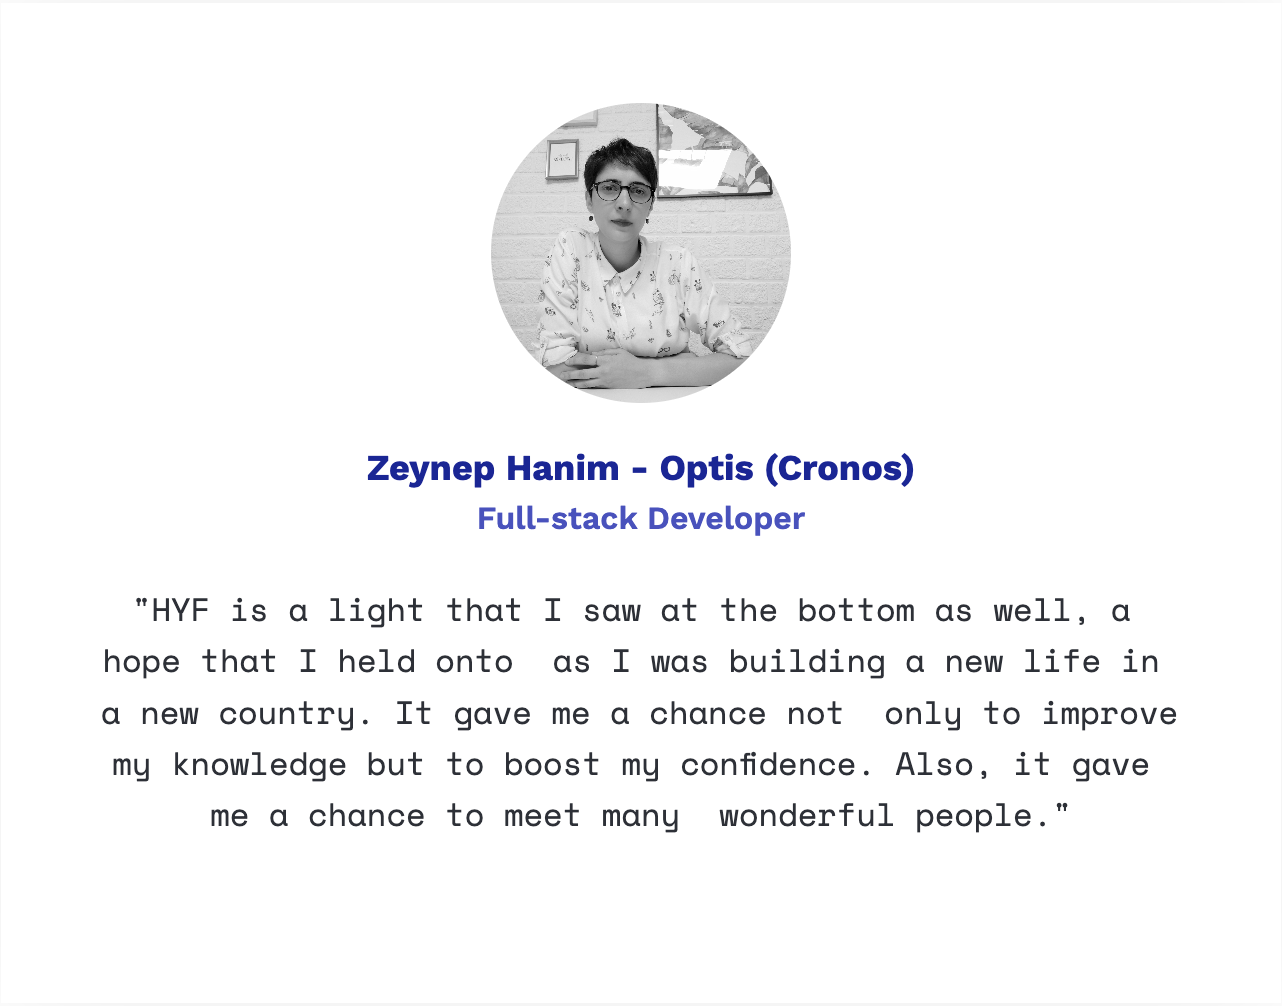 Zeynep Hanim - Optis (Cronos)
Full-stack Developer
"HYF is a light that I saw at the bottom as well, a
hope that I held onto  as I was building a new life in
a new country. It gave me a chance not  only to improve
my knowledge but to boost my confidence. Also, it gave
me a chance to meet many  wonderful people."